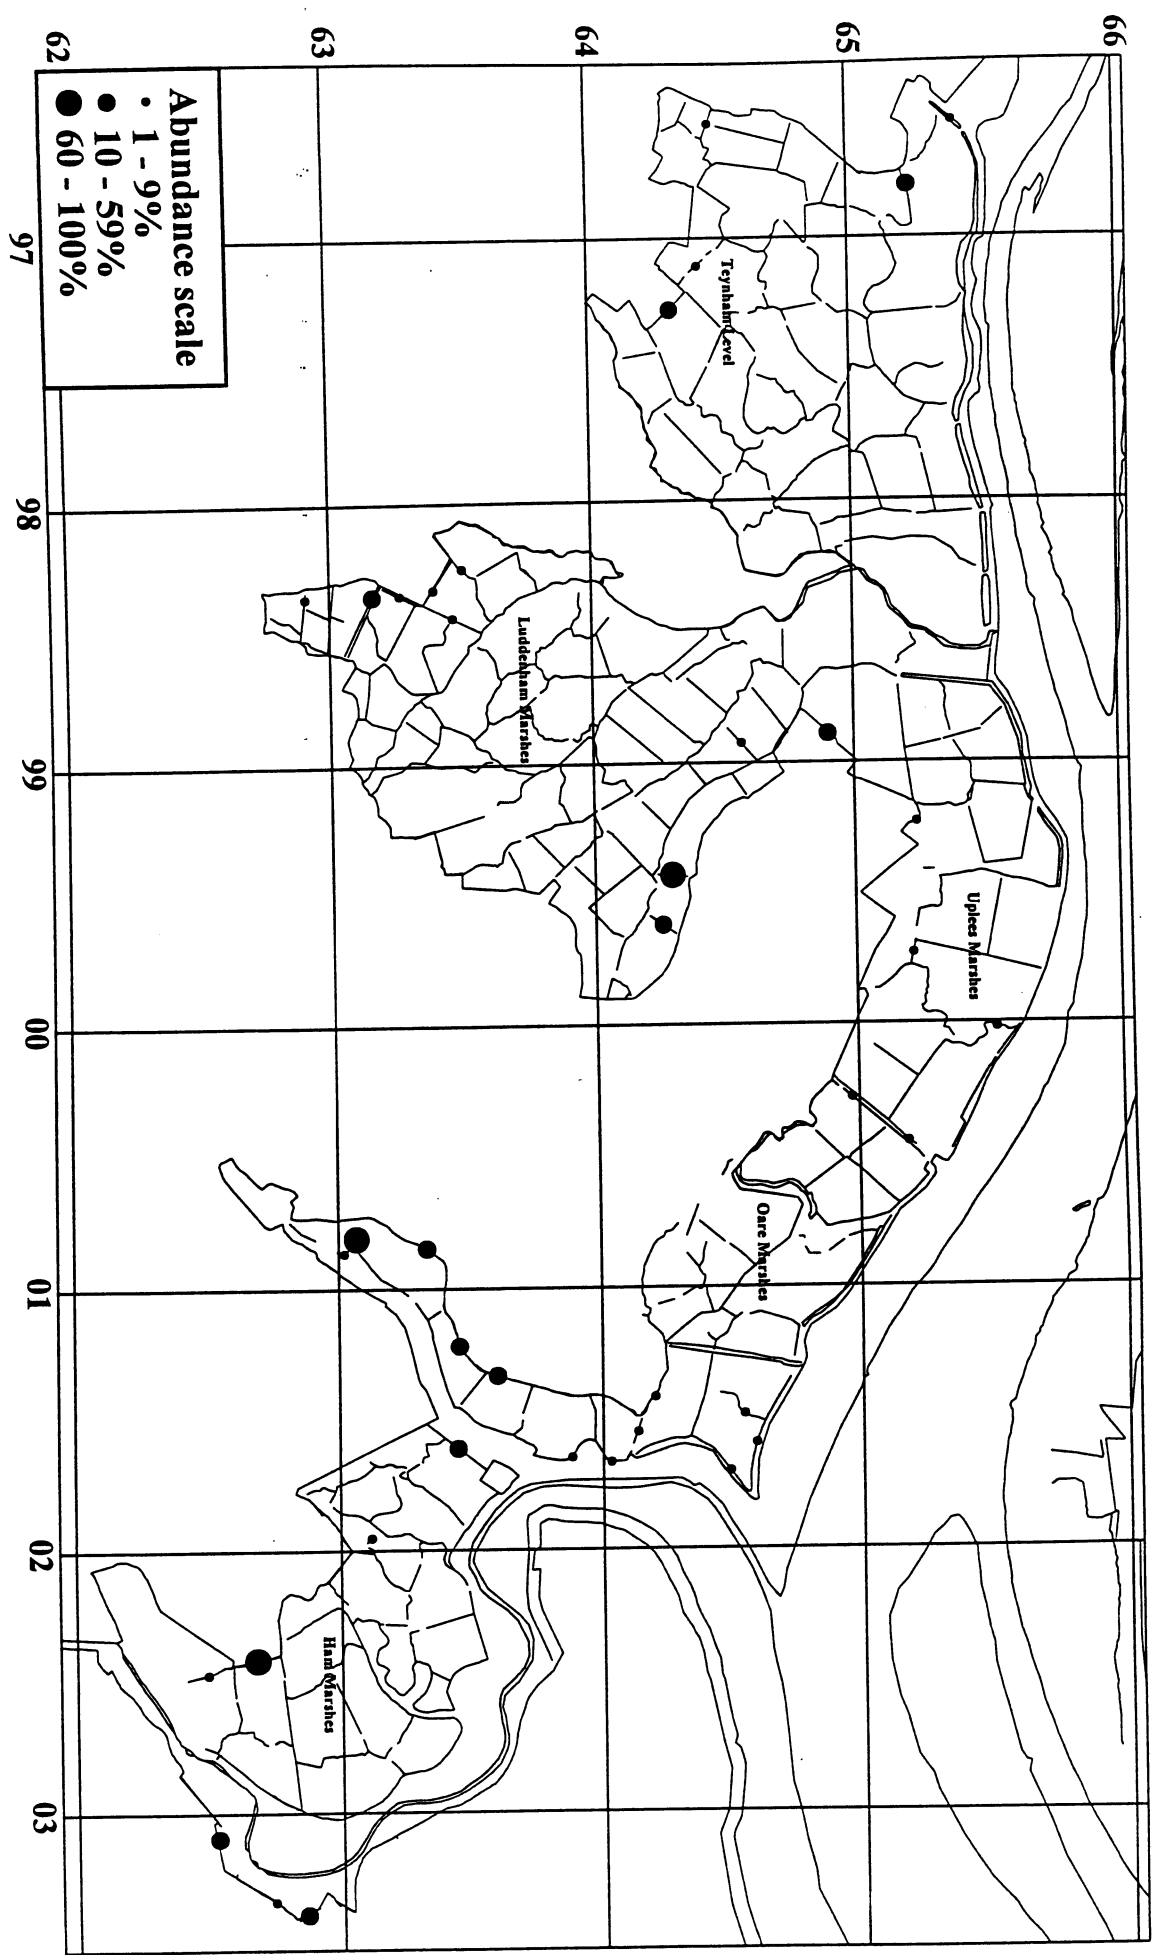 66
65
64
63
62
97
98
99
00
01
02
03
Teynham Level
Luddenham Marshes
Uplees Marshes
Oare Marshes
Ham Marshes
Abundance scale
1 - 9%
10 - 59%
60 - 100%